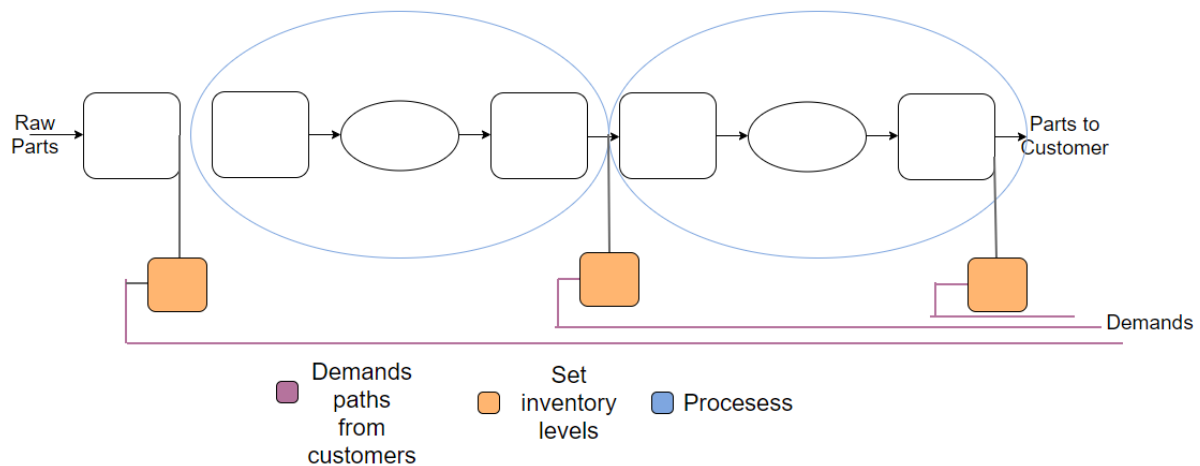 Raw
Parts
Parts to
Customer
Demands
Demands
paths
from
customers
Set
inventory
levels
Procesess